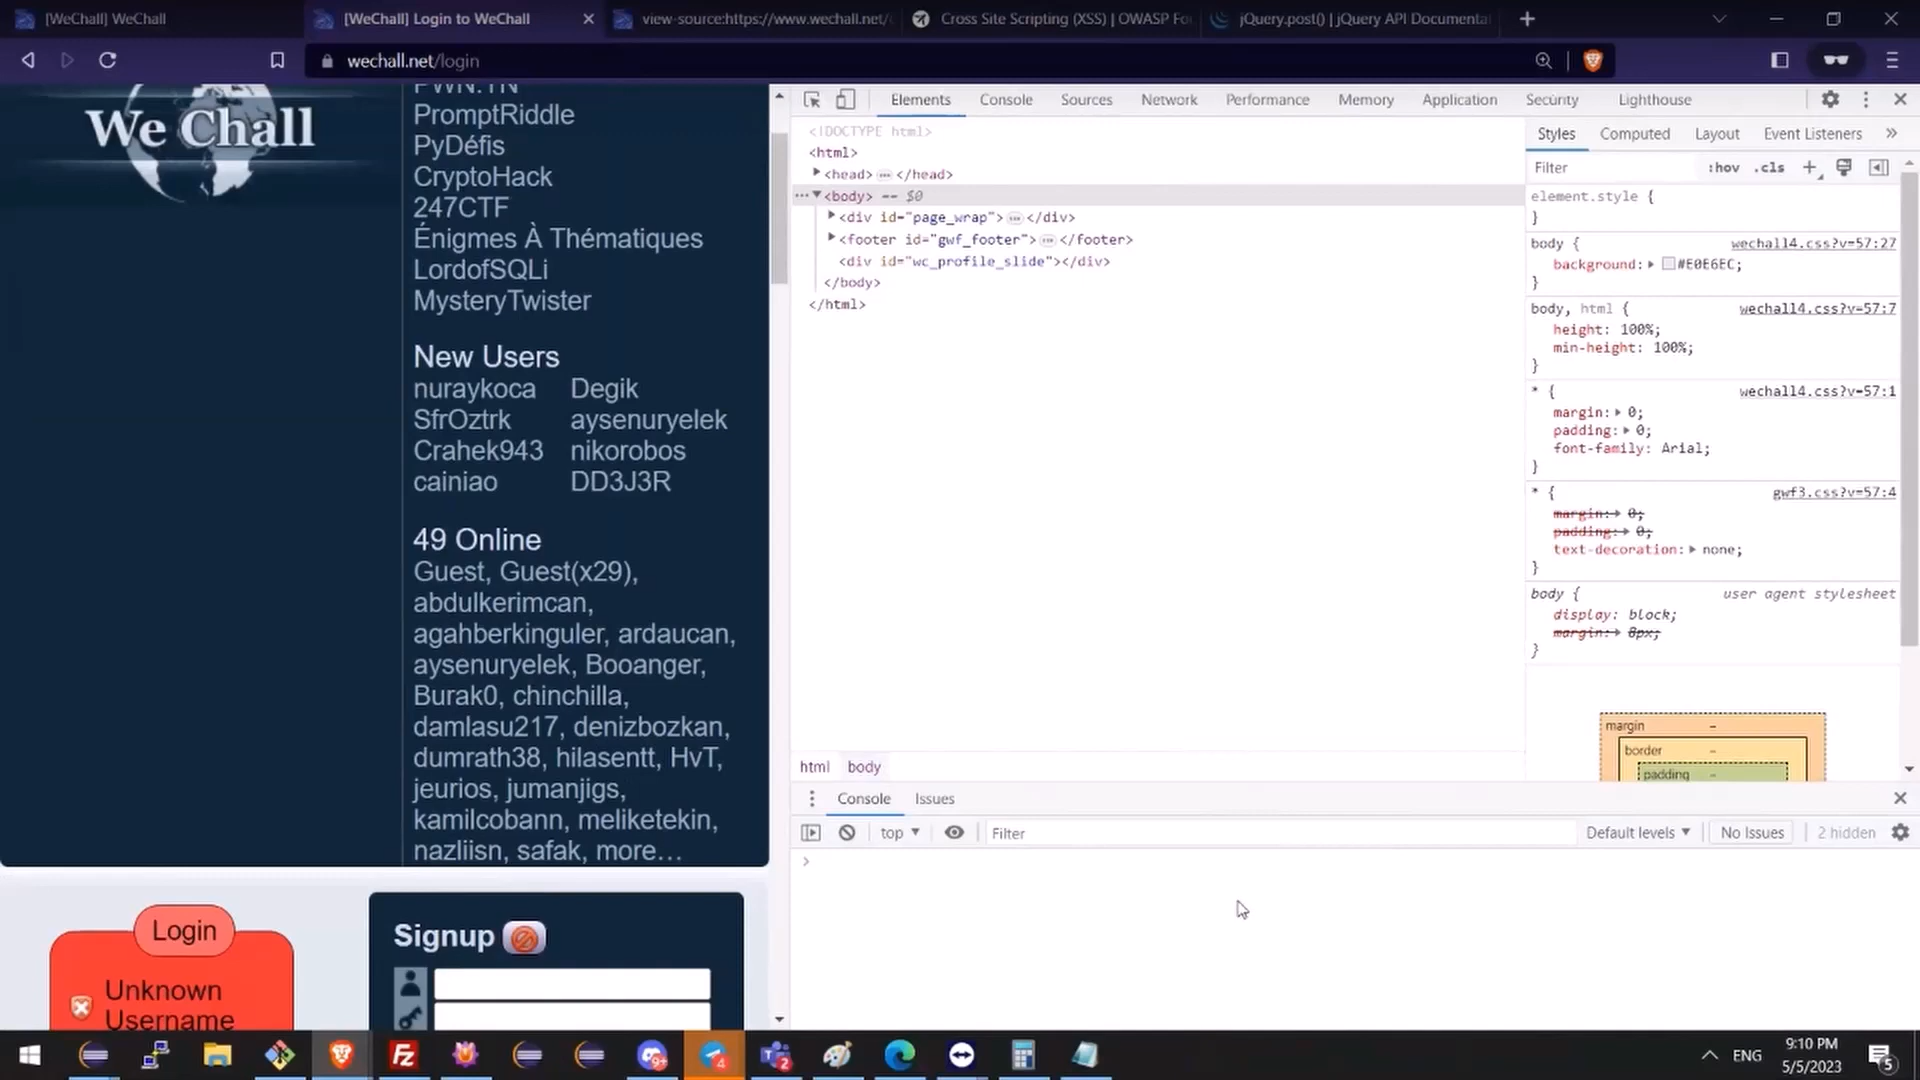 [WeChall] WeChall
[WeChall] Login to WeChall
view-source:https://www.wechall.net/
Cross Site Scripting (XSS) | OWASP Fo
jQuery.post() | jQuery API Documenta
wechall.net/login
We Chall
PWN.TN
PromptRiddle
PyDéfis
CryptoHack
247CTF
Énigmes À Thématiques
LordofSQLi
MysteryTwister
New Users
nuraykoca Degik
SfrOztrk aysenuryelek
Crahek943 nikorobos
cainiao DD3J3R
49 Online
Guest, Guest(x29),
abdulkerimcan,
agahberkinguler, ardaucan,
aysenuryelek, Booanger,
Burak0, chinchilla,
damlasu217, denizbozkan,
dumrath38, hilasentt, HvT,
jeurios, jumanjigs,
kamilcobann, meliketekin,
nazliisn, safak, more…
Login
Unknown
Username
Signup
Elements Console Sources Network Performance Memory Application Security Lighthouse
<!DOCTYPE html>
<html>
<head> ⋯ </head>
<body> == $0
<div id="page_wrap"> ⋯ </div>
<footer id="gwf_footer"> ⋯ </footer>
<div id="wc_profile_slide"></div>
</body>
</html>
html body
Styles Computed Layout Event Listeners »
Filter :hov .cls +
element.style {
}
body { wechall4.css?v=57:27
background: #E0E6EC;
}
body, html { wechall4.css?v=57:7
height: 100%;
min-height: 100%;
}
* { wechall4.css?v=57:1
margin: 0;
padding: 0;
font-family: Arial;
}
* { gwf3.css?v=57:4
margin: 0;
padding: 0;
text-decoration: none;
}
body { user agent stylesheet
display: block;
margin: 8px;
}
margin –
border –
padding –
Console Issues
top Filter Default levels No Issues 2 hidden
>
9+
4
2
ENG
9:10 PM
5/5/2023
5